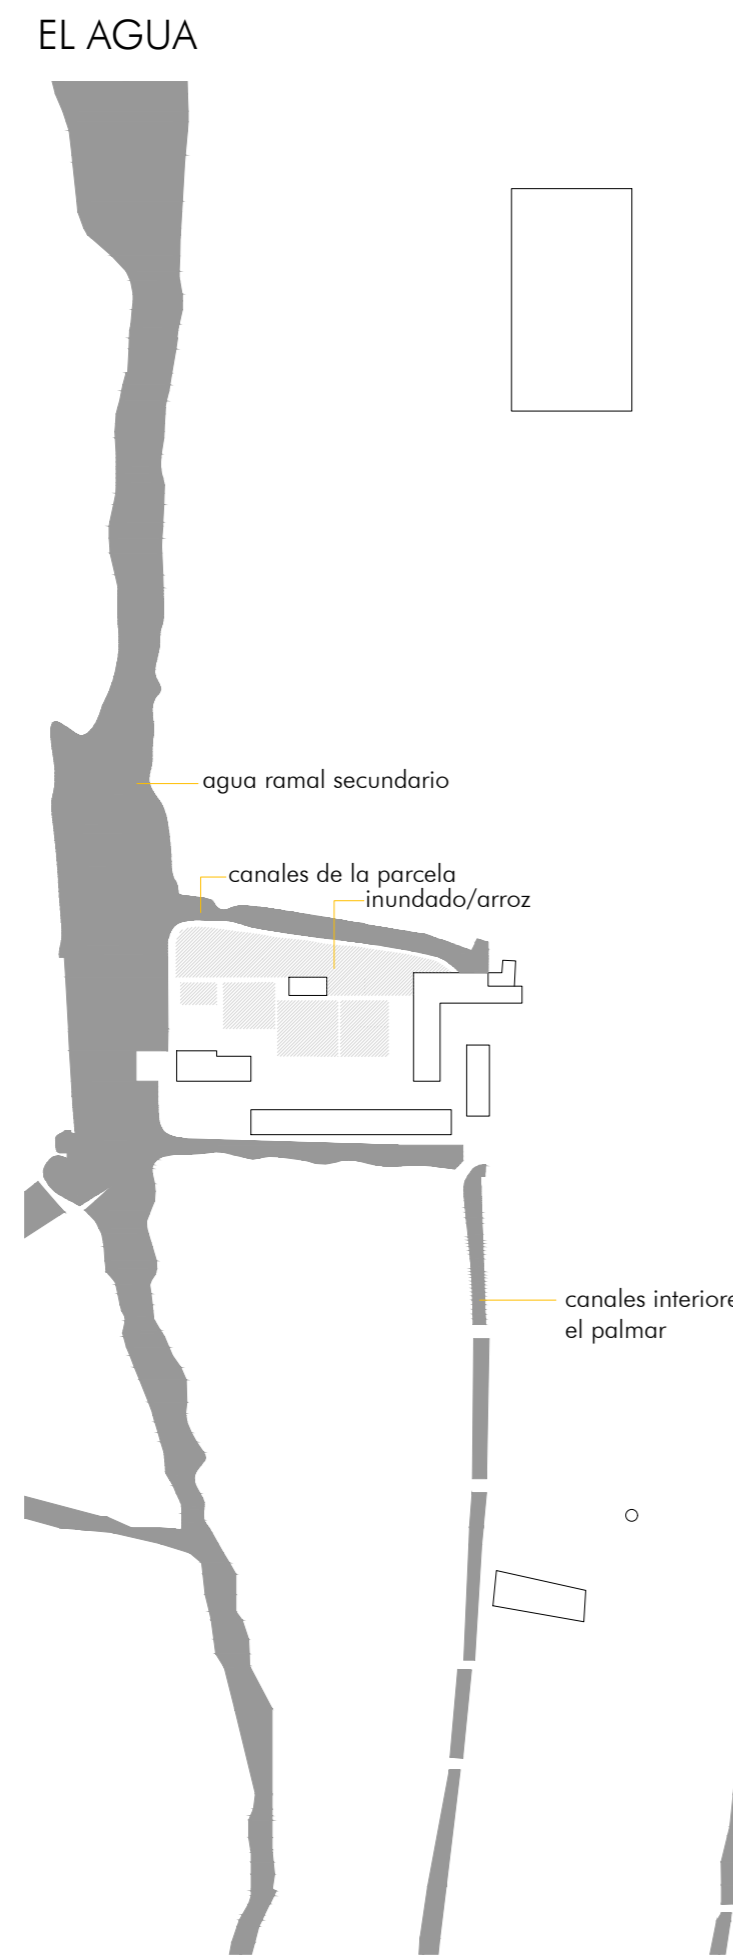 EL AGUA
agua ramal secundario
canales de la parcela
inundado/arroz
canales interiore
el palmar